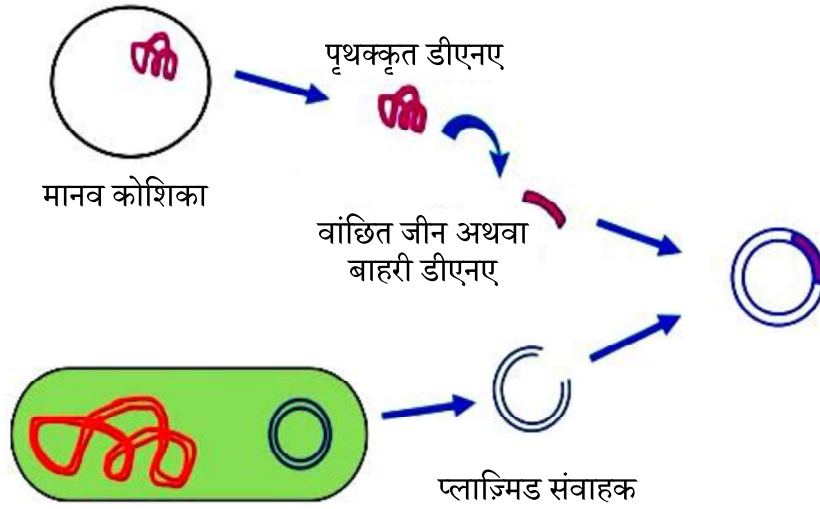 पृथक्कृत डीएनए
मानव कोशिका
वांछित जीन अथवा
बाहरी डीएनए
प्लाज़्मिड संवाहक